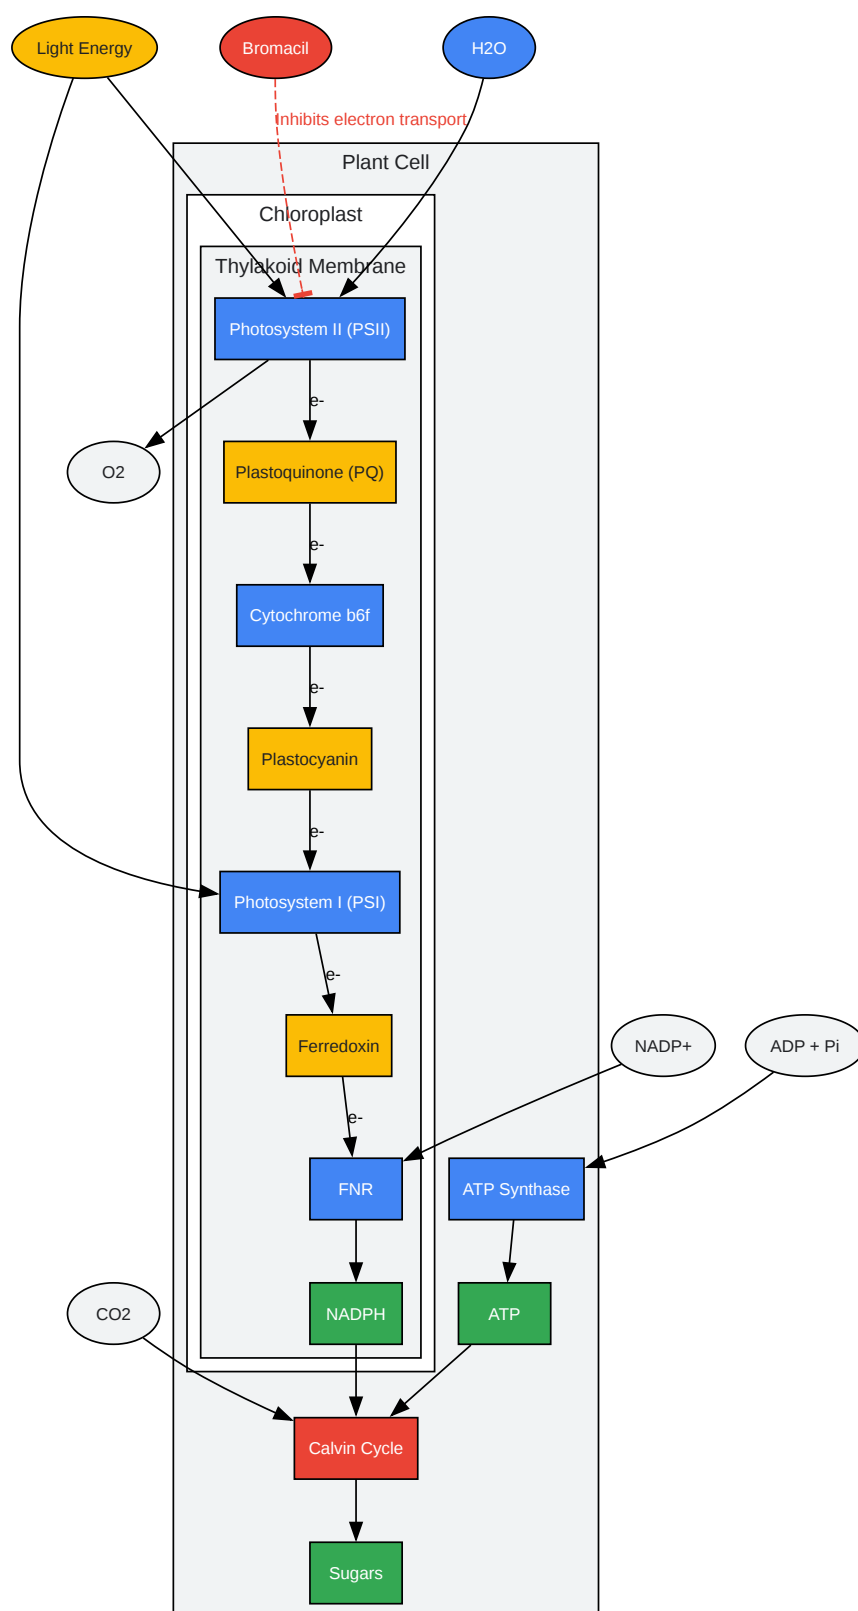 Light Energy
Bromacil
H2O
Inhibits electron transport
Plant Cell
Chloroplast
Thylakoid Membrane
Photosystem II (PSII)
e-
O2
Plastoquinone (PQ)
e-
Cytochrome b6f
e-
Plastocyanin
e-
Photosystem I (PSI)
e-
Ferredoxin
NADP+
ADP + Pi
e-
FNR
ATP Synthase
CO2
NADPH
ATP
Calvin Cycle
Sugars